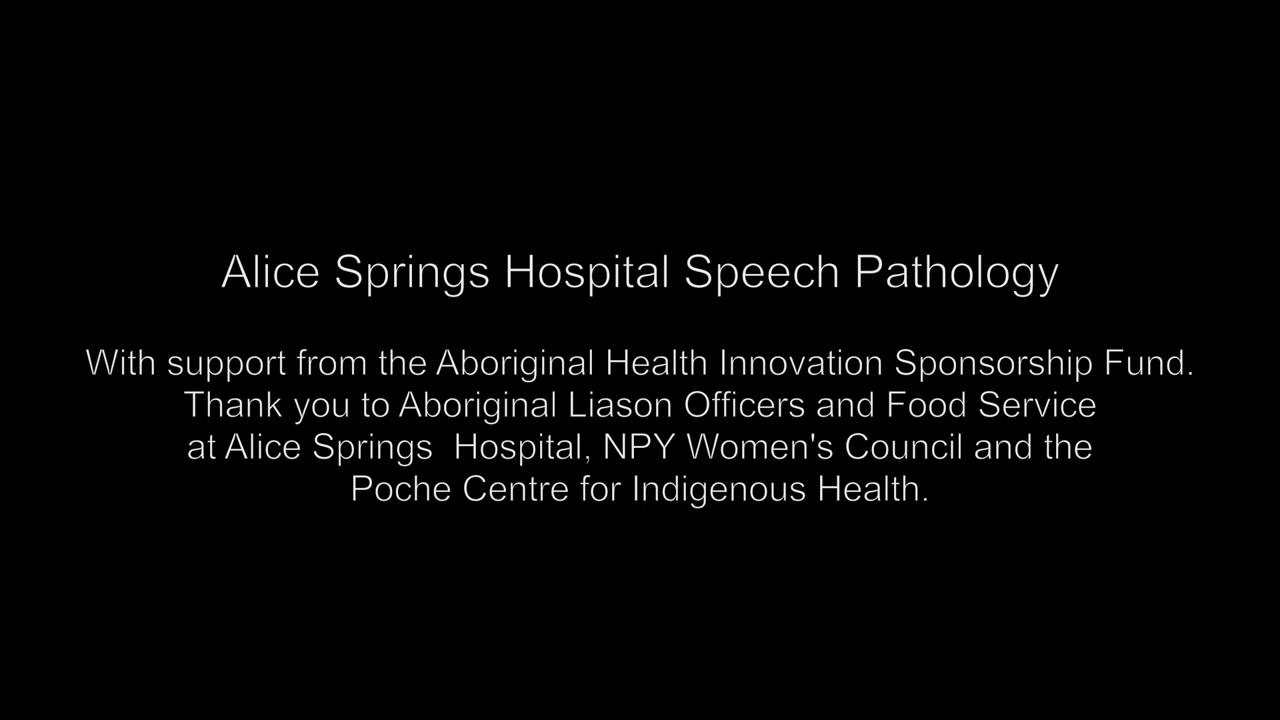 Alice Springs Hospital Speech Pathology
With support from the Aboriginal Health Innovation Sponsorship Fund.
Thank you to Aboriginal Liason Officers and Food Service
at Alice Springs  Hospital, NPY Women's Council and the
Poche Centre for Indigenous Health.